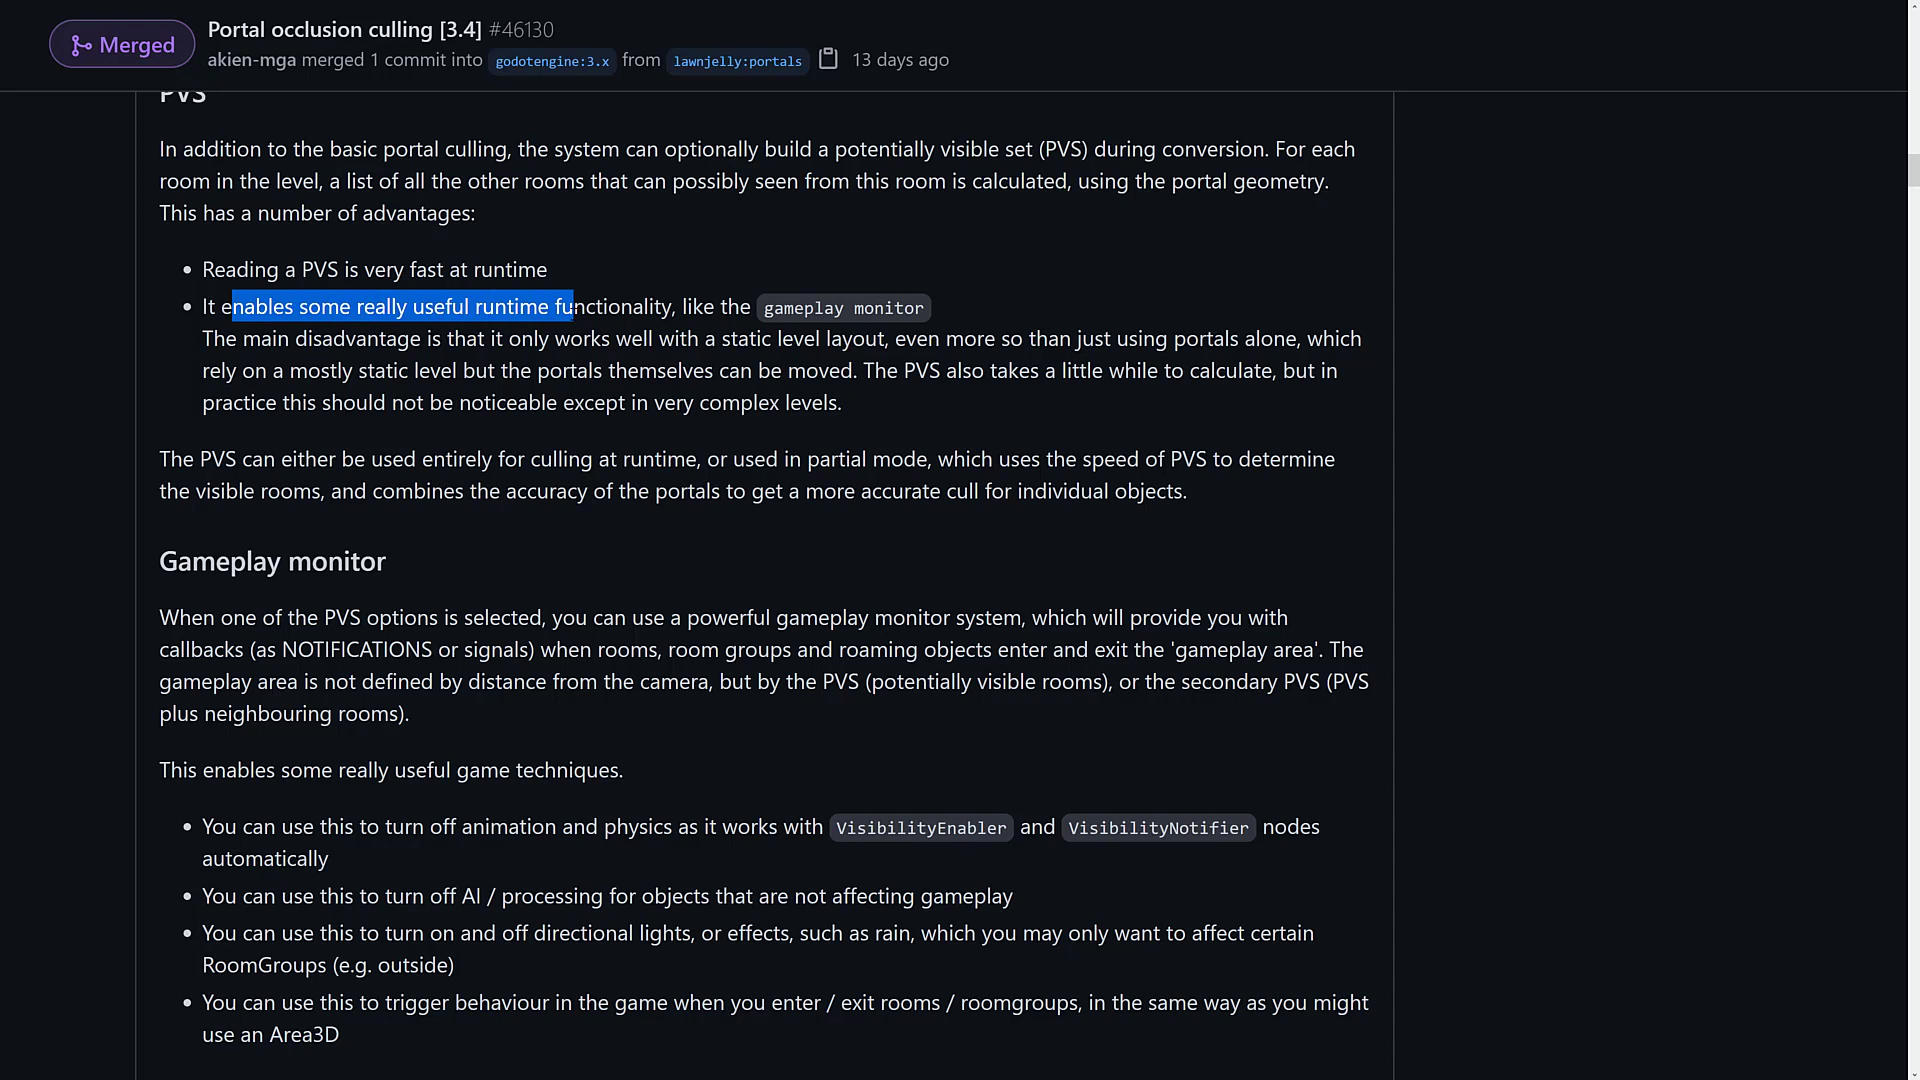 Merged
Portal occlusion culling [3.4] #46130
akien-mga merged 1 commit into godotengine:3.x from lawnjelly:portals 13 days ago
PVS
In addition to the basic portal culling, the system can optionally build a potentially visible set (PVS) during conversion. For each
room in the level, a list of all the other rooms that can possibly seen from this room is calculated, using the portal geometry.
This has a number of advantages:
• Reading a PVS is very fast at runtime
• It enables some really useful runtime functionality, like the gameplay monitor
The main disadvantage is that it only works well with a static level layout, even more so than just using portals alone, which
rely on a mostly static level but the portals themselves can be moved. The PVS also takes a little while to calculate, but in
practice this should not be noticeable except in very complex levels.
The PVS can either be used entirely for culling at runtime, or used in partial mode, which uses the speed of PVS to determine
the visible rooms, and combines the accuracy of the portals to get a more accurate cull for individual objects.
Gameplay monitor
When one of the PVS options is selected, you can use a powerful gameplay monitor system, which will provide you with
callbacks (as NOTIFICATIONS or signals) when rooms, room groups and roaming objects enter and exit the 'gameplay area'. The
gameplay area is not defined by distance from the camera, but by the PVS (potentially visible rooms), or the secondary PVS (PVS
plus neighbouring rooms).
This enables some really useful game techniques.
• You can use this to turn off animation and physics as it works with VisibilityEnabler and VisibilityNotifier nodes
automatically
• You can use this to turn off AI / processing for objects that are not affecting gameplay
• You can use this to turn on and off directional lights, or effects, such as rain, which you may only want to affect certain
RoomGroups (e.g. outside)
• You can use this to trigger behaviour in the game when you enter / exit rooms / roomgroups, in the same way as you might
use an Area3D